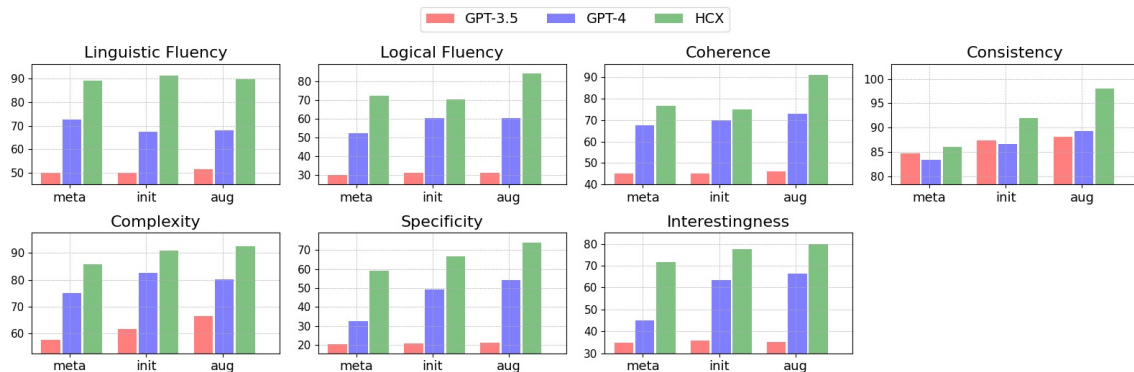 GPT-3.5 GPT-4 HCX
Linguistic Fluency
90
80
70
60
50
meta init aug
Logical Fluency
80
70
60
50
40
30
meta init aug
Coherence
90
80
70
60
50
40
meta init aug
Consistency
100
95
90
85
80
meta init aug
Complexity
90
80
70
60
meta init aug
Specificity
70
60
50
40
30
20
meta init aug
Interestingness
80
70
60
50
40
30
meta init aug